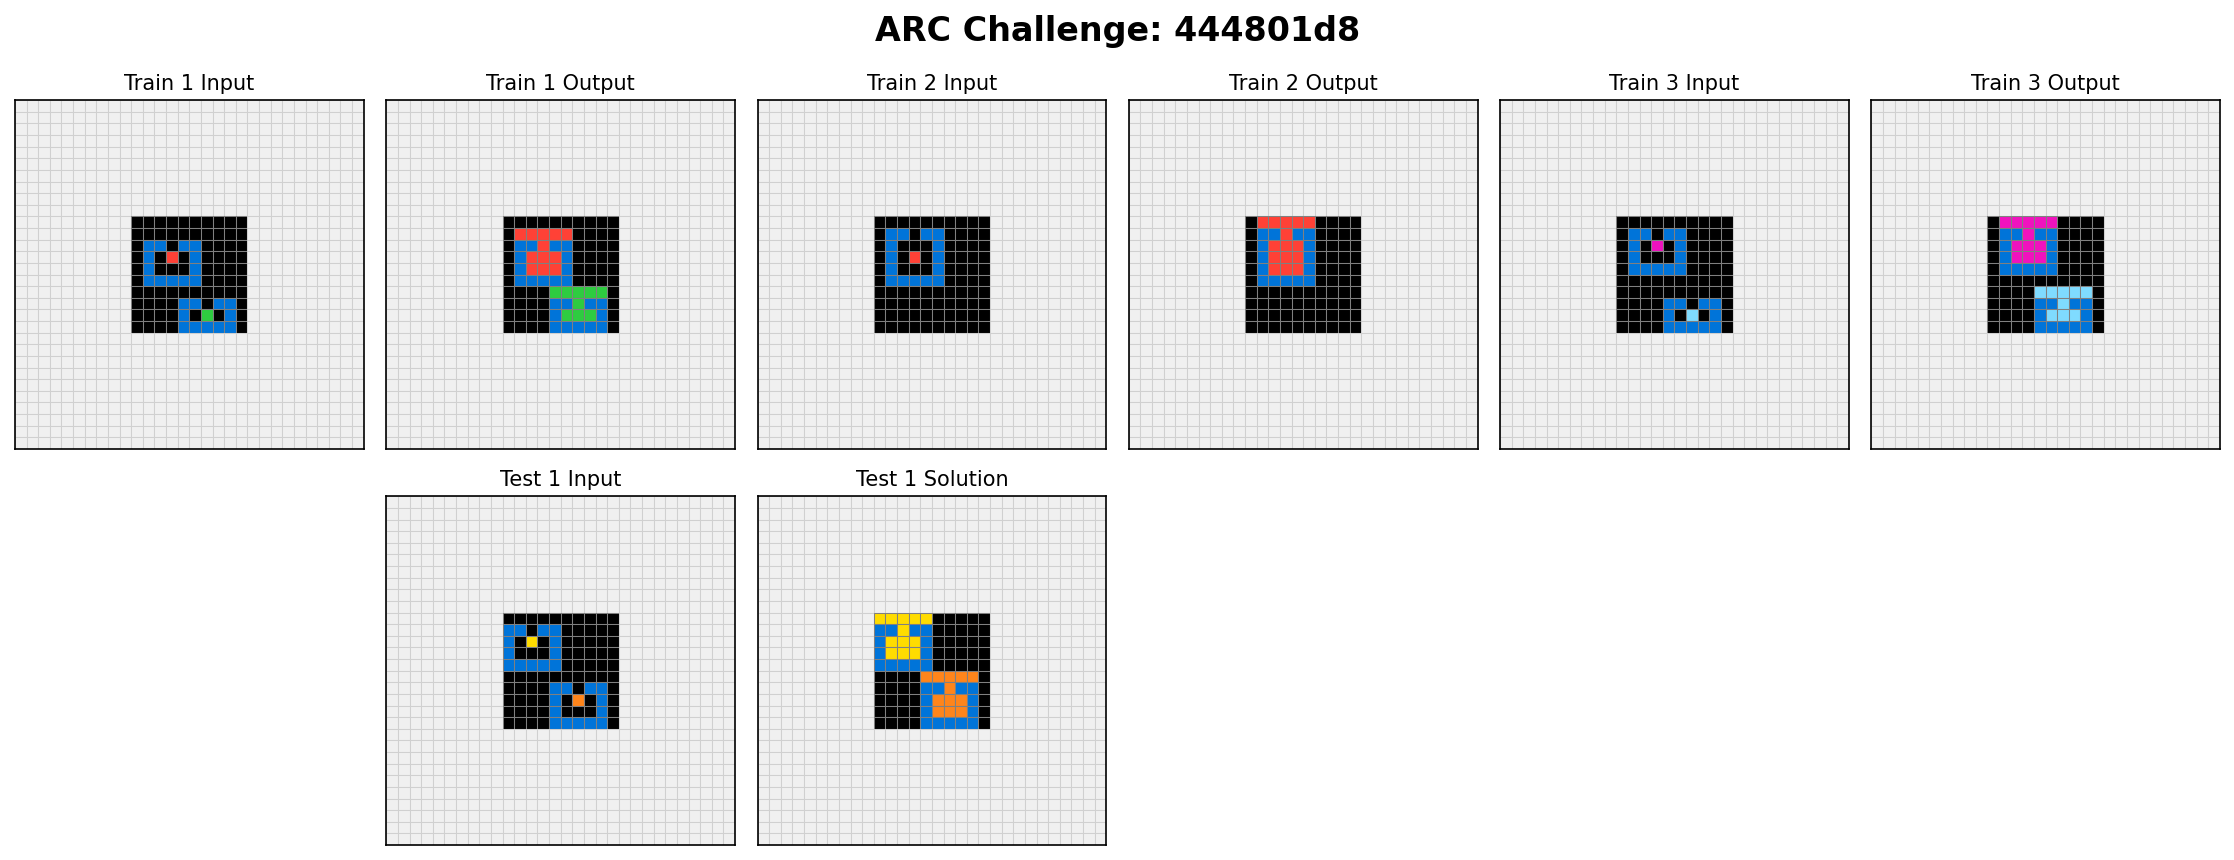 ARC Challenge: 444801d8
Train 1 Input
Train 1 Output
Train 2 Input
Train 2 Output
Train 3 Input
Train 3 Output
Test 1 Input
Test 1 Solution